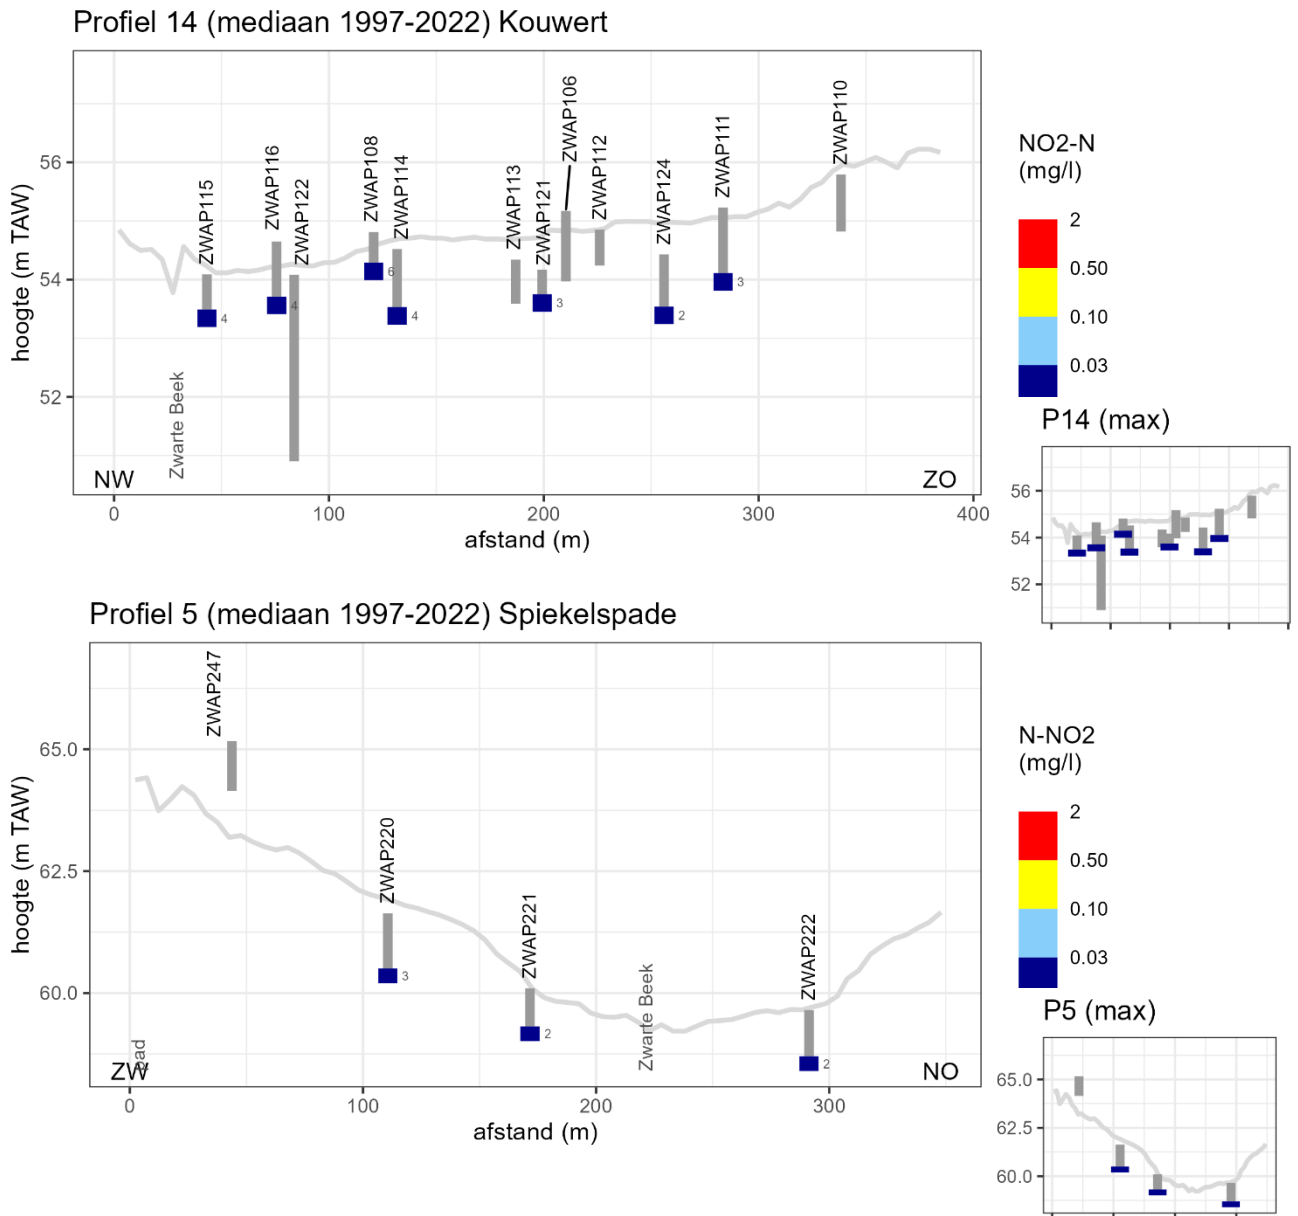 Profiel 14 (mediaan 1997-2022) Kouwert
hoogte (m TAW)
56
54
52
ZWAP115
ZWAP116
ZWAP122
ZWAP108
ZWAP114
ZWAP113
ZWAP121
ZWAP106
ZWAP112
ZWAP124
ZWAP111
ZWAP110
4
4
6
4
3
2
3
Zwarte Beek
NW
ZO
0
100
200
300
400
afstand (m)
NO2-N
(mg/l)
2
0.50
0.10
0.03
P14 (max)
56
54
52
Profiel 5 (mediaan 1997-2022) Spiekelspade
hoogte (m TAW)
65.0
62.5
60.0
ZWAP247
ZWAP220
ZWAP221
ZWAP222
3
2
2
Zwarte Beek
pad
ZW
NO
0
100
200
300
afstand (m)
N-NO2
(mg/l)
2
0.50
0.10
0.03
P5 (max)
65.0
62.5
60.0